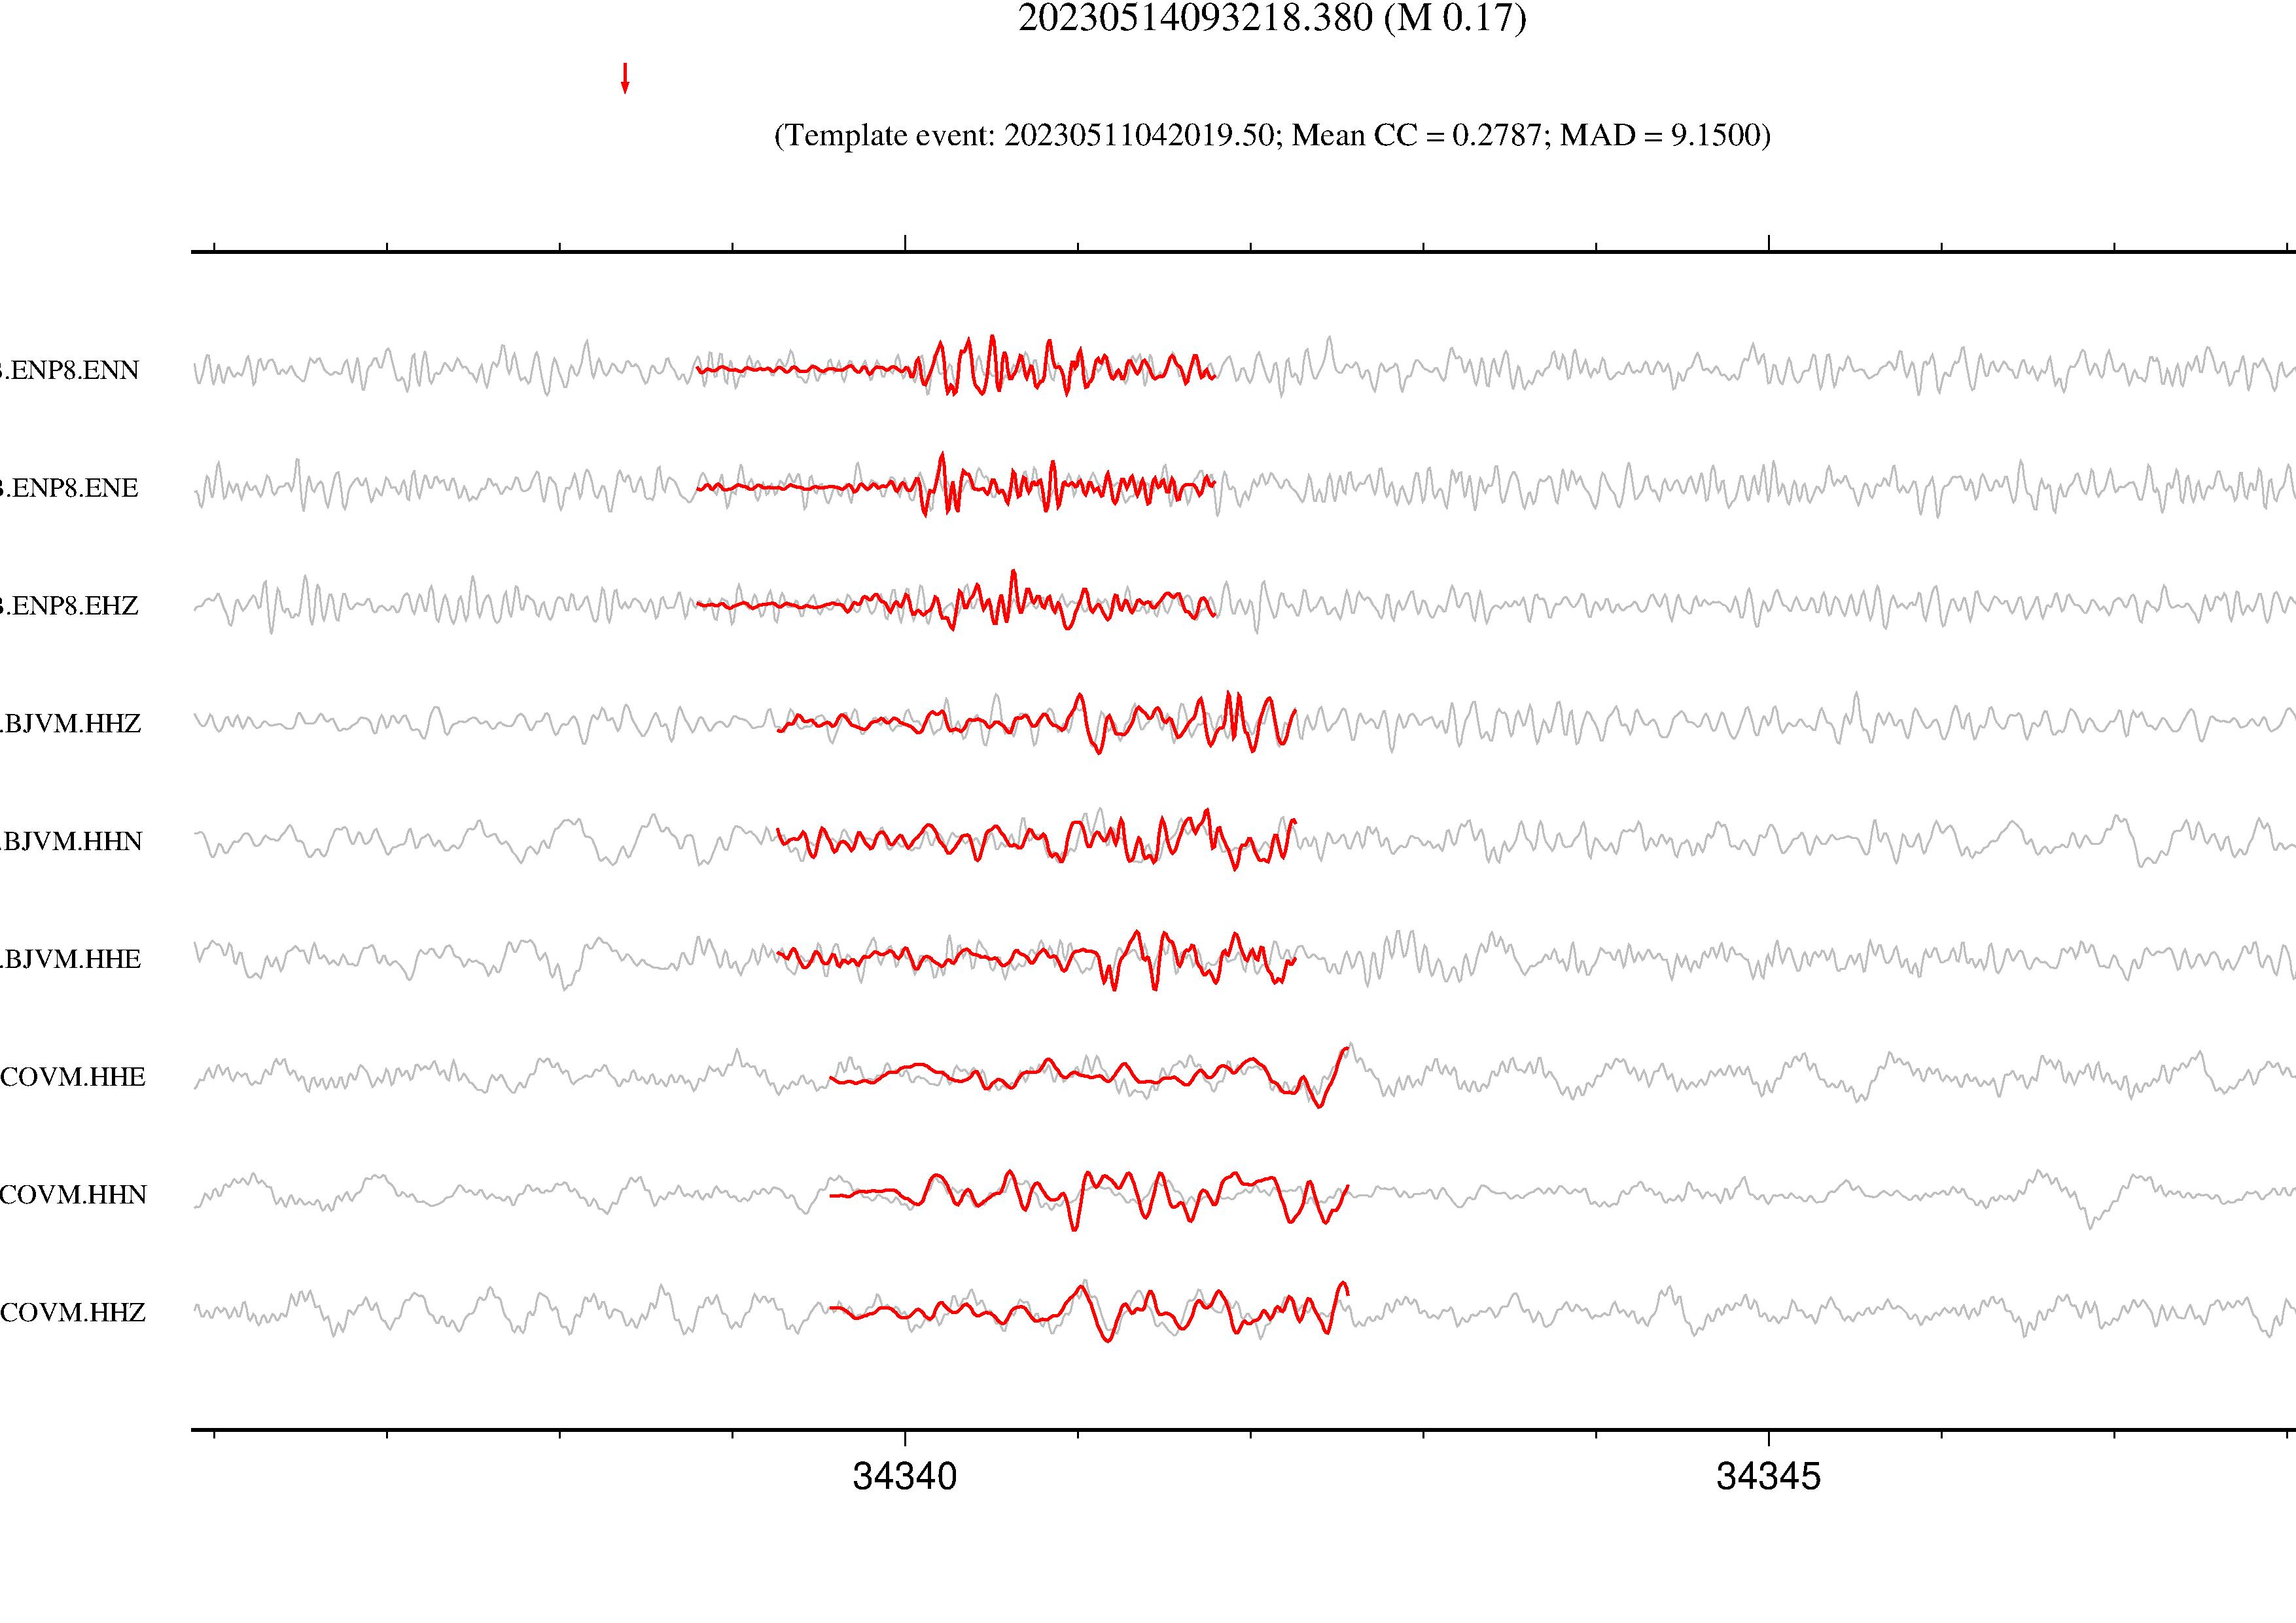 20230514093218.380 (M 0.17)
(Template event: 20230511042019.50; Mean CC = 0.2787; MAD = 9.1500)
.ENP8.ENN
.ENP8.ENE
.ENP8.EHZ
.BJVM.HHZ
.BJVM.HHN
.BJVM.HHE
COVM.HHE
COVM.HHN
COVM.HHZ
34340 34345